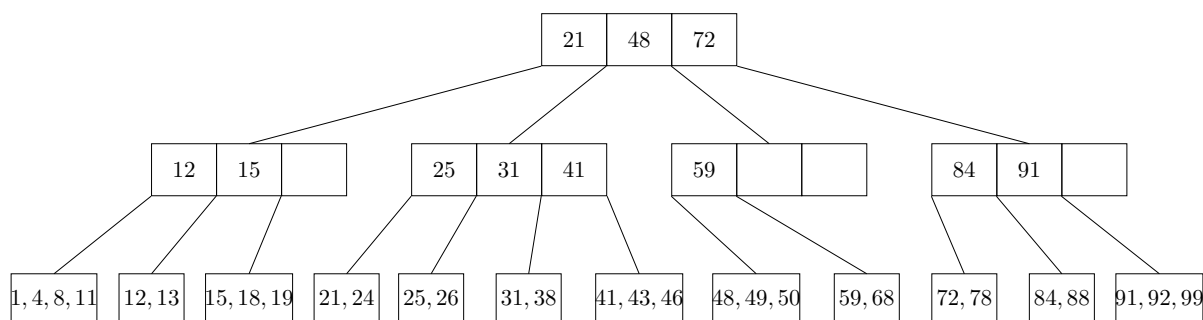 21 48 72
12 15 25 31 41 59 84 91
1, 4, 8, 11 12, 13 15, 18, 19 21, 24 25, 26 31, 38 41, 43, 46 48, 49, 50 59, 68 72, 78 84, 88 91, 92, 99